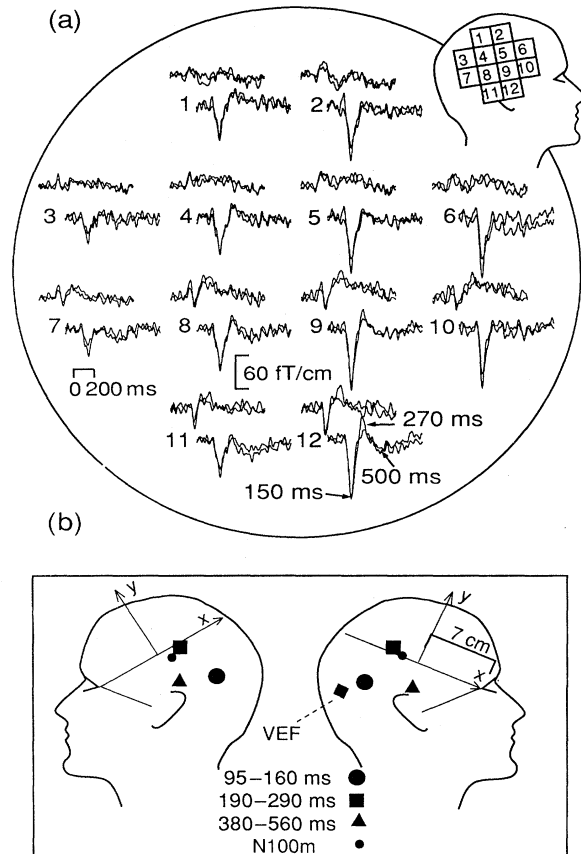 (a)
1 2
3 4 5 6
7 8 9 10
11 12
1 2
3 4 5 6
7 8 9 10
60 fT/cm
0 200 ms
11 12
270 ms
500 ms
150 ms
(b)
y
x
y
7 cm
x
VEF
95–160 ms
190–290 ms
380–560 ms
N100m